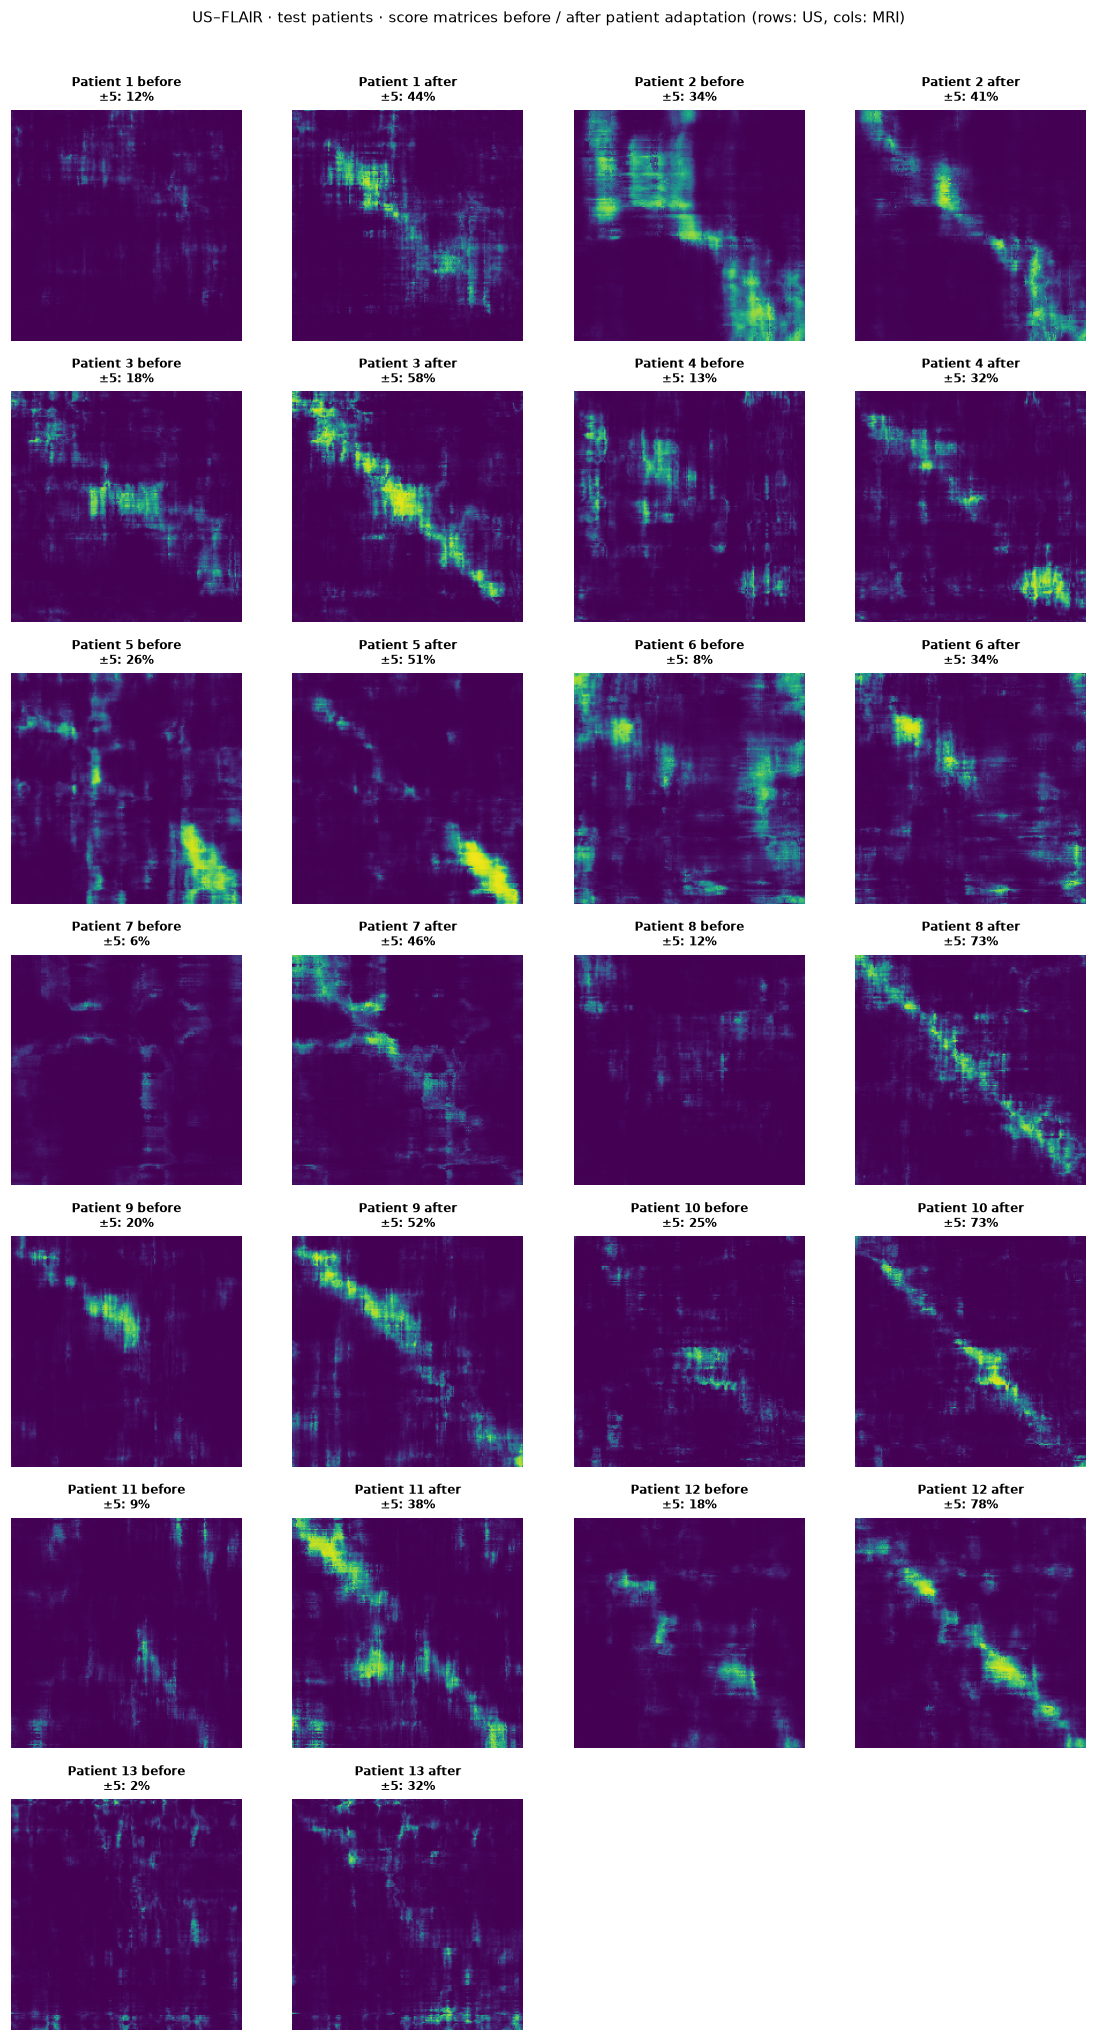 US–FLAIR · test patients · score matrices before / after patient adaptation (rows: US, cols: MRI)
Patient 1 before
±5: 12%
Patient 1 after
±5: 44%
Patient 2 before
±5: 34%
Patient 2 after
±5: 41%
Patient 3 before
±5: 18%
Patient 3 after
±5: 58%
Patient 4 before
±5: 13%
Patient 4 after
±5: 32%
Patient 5 before
±5: 26%
Patient 5 after
±5: 51%
Patient 6 before
±5: 8%
Patient 6 after
±5: 34%
Patient 7 before
±5: 6%
Patient 7 after
±5: 46%
Patient 8 before
±5: 12%
Patient 8 after
±5: 73%
Patient 9 before
±5: 20%
Patient 9 after
±5: 52%
Patient 10 before
±5: 25%
Patient 10 after
±5: 73%
Patient 11 before
±5: 9%
Patient 11 after
±5: 38%
Patient 12 before
±5: 18%
Patient 12 after
±5: 78%
Patient 13 before
±5: 2%
Patient 13 after
±5: 32%